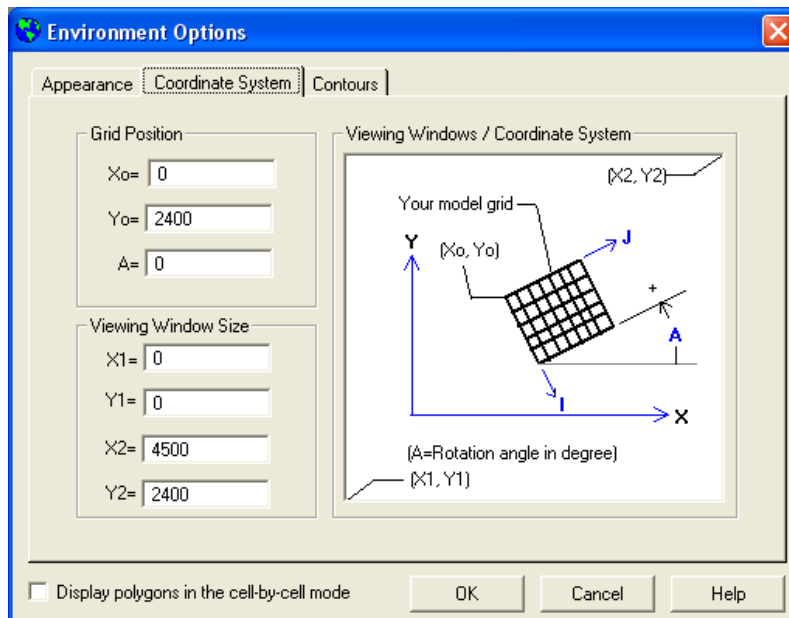 Environment Options
Appearance Coordinate System Contours
Grid Position
Xo= 0
Yo= 2400
A= 0
Viewing Window Size
X1= 0
Y1= 0
X2= 4500
Y2= 2400
Viewing Windows / Coordinate System
(X2, Y2)
Your model grid
Y
(Xo, Yo)
J
+
A
I
X
(A=Rotation angle in degree)
(X1, Y1)
Display polygons in the cell-by-cell mode
OK Cancel Help